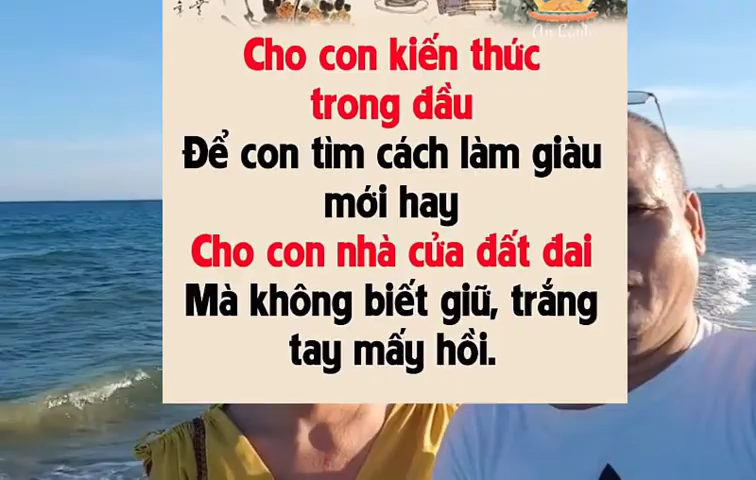 Cho con kiến thức
trong đầu
Để con tìm cách làm giàu
mới hay
Cho con nhà cửa đất đai
Mà không biết giữ, trắng
tay mấy hồi.